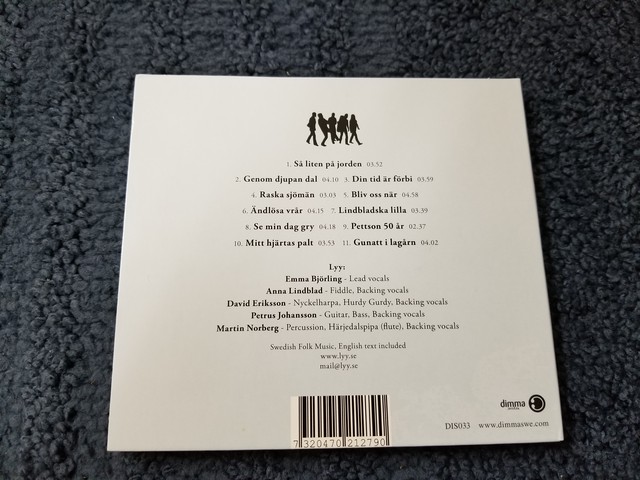 1. Så liten på jorden 03.52
2. Genom djupan dal 04.10 3. Din tid är förbi 03.59
4. Raska sjömän 03.03 5. Bliv oss när 04.58
6. Ändlösa vrår 04.15 7. Lindbladska lilla 03.39
8. Se min dag gry 04.18 9. Pettson 50 år 02.37
10. Mitt hjärtas palt 03.53 11. Gunatt i lagårn 04.02
Lyy:
Emma Björling - Lead vocals
Anna Lindblad - Fiddle, Backing vocals
David Eriksson - Nyckelharpa, Hurdy Gurdy, Backing vocals
Petrus Johansson - Guitar, Bass, Backing vocals
Martin Norberg - Percussion, Härjedalspipa (flute), Backing vocals
Swedish Folk Music, English text included
www.lyy.se
mail@lyy.se
dimma
DIS033 www.dimmaswe.com
7 320470 212790